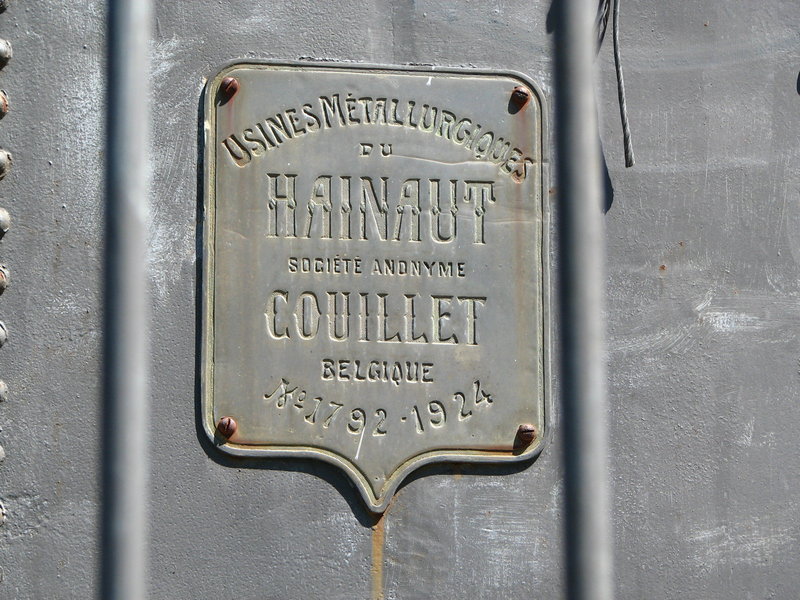 USINES MÉTALLURGIQUES
DU
HAINAUT
SOCIÉTÉ ANONYME
COUILLET
BELGIQUE
No 1792 - 1924